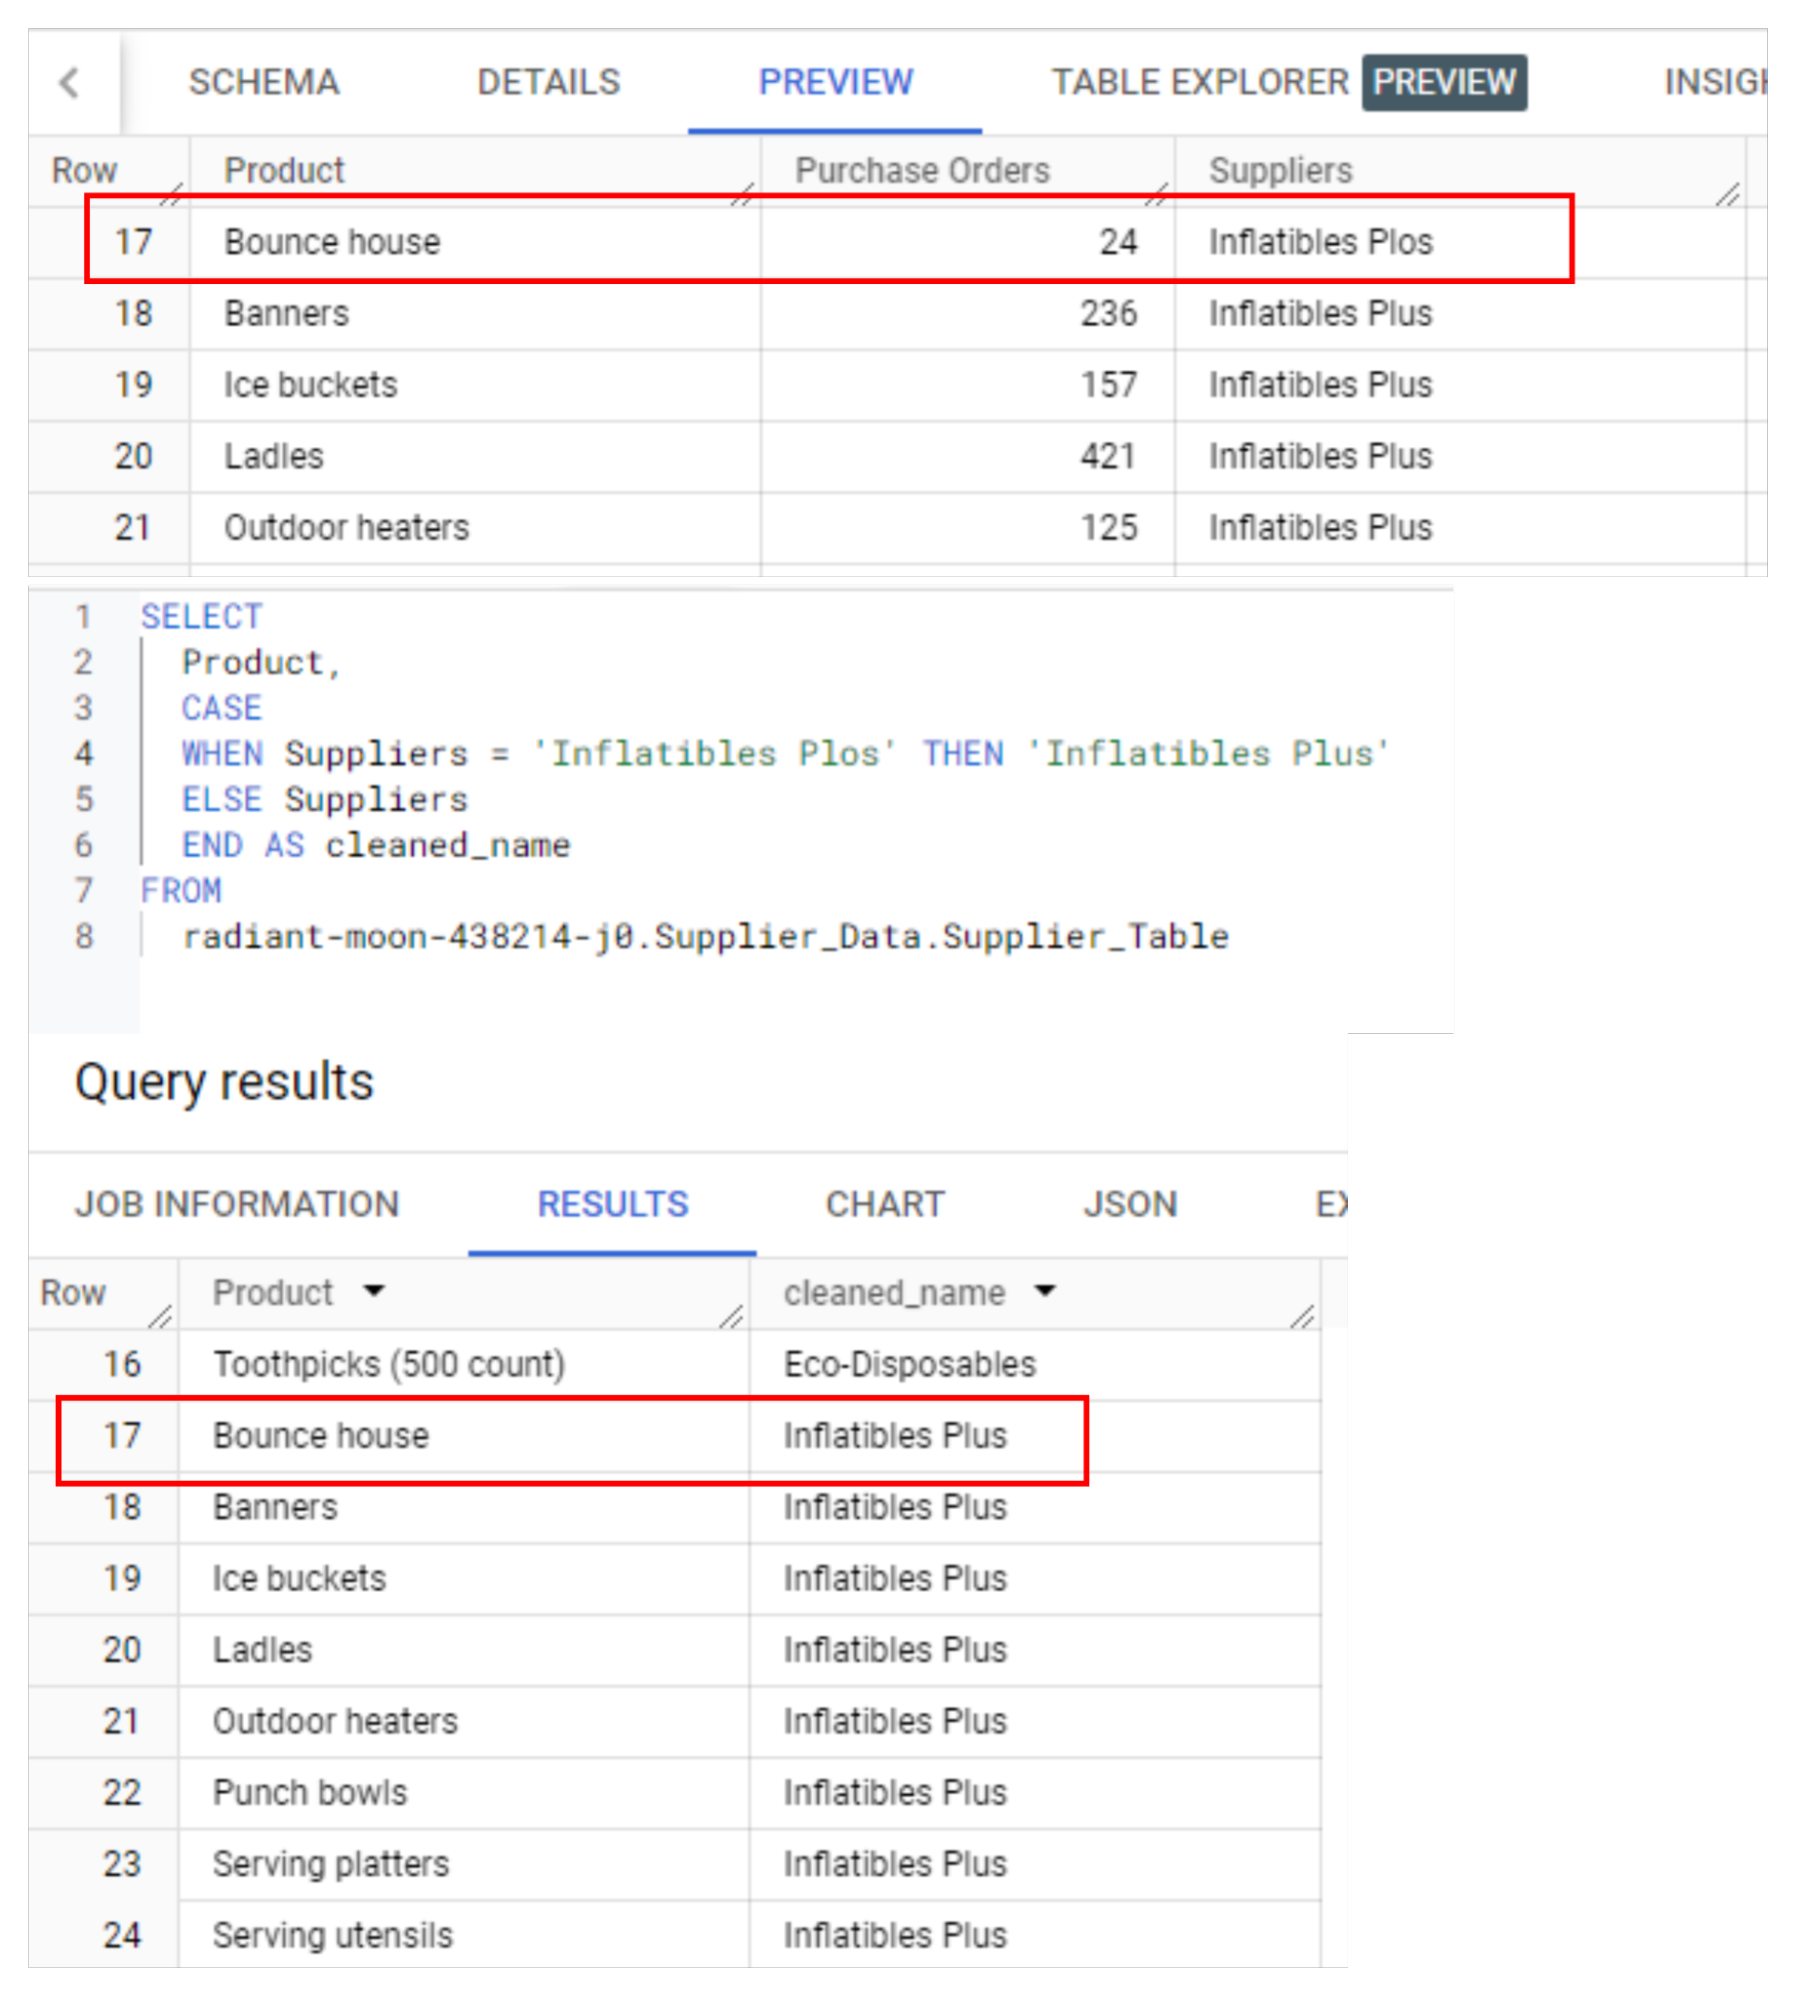 SCHEMA DETAILS PREVIEW TABLE EXPLORER PREVIEW
Row Product Purchase Orders Suppliers
17 Bounce house 24 Inflatibles Plos
18 Banners 236 Inflatibles Plus
19 Ice buckets 157 Inflatibles Plus
20 Ladles 421 Inflatibles Plus
21 Outdoor heaters 125 Inflatibles Plus
1 SELECT
2 Product,
3 CASE
4 WHEN Suppliers = 'Inflatibles Plos' THEN 'Inflatibles Plus'
5 ELSE Suppliers
6 END AS cleaned_name
7 FROM
8 radiant-moon-438214-j0.Supplier_Data.Supplier_Table
Query results
JOB INFORMATION RESULTS CHART JSON
Row Product cleaned_name
16 Toothpicks (500 count) Eco-Disposables
17 Bounce house Inflatibles Plus
18 Banners Inflatibles Plus
19 Ice buckets Inflatibles Plus
20 Ladles Inflatibles Plus
21 Outdoor heaters Inflatibles Plus
22 Punch bowls Inflatibles Plus
23 Serving platters Inflatibles Plus
24 Serving utensils Inflatibles Plus